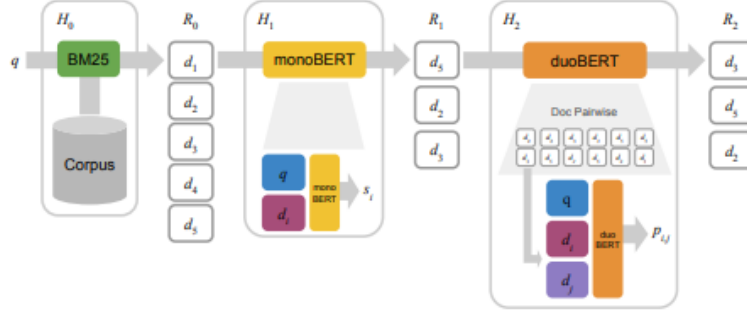 H0
R0
H1
R1
H2
R2
q
BM25
d1
monoBERT
d5
duoBERT
d3
d2
d2
d5
Doc Pairwise
d3
d3
d2
Corpus
d4
q
mono
BERT
si
di
d5
q
di
duo
BERT
pi,j
dj